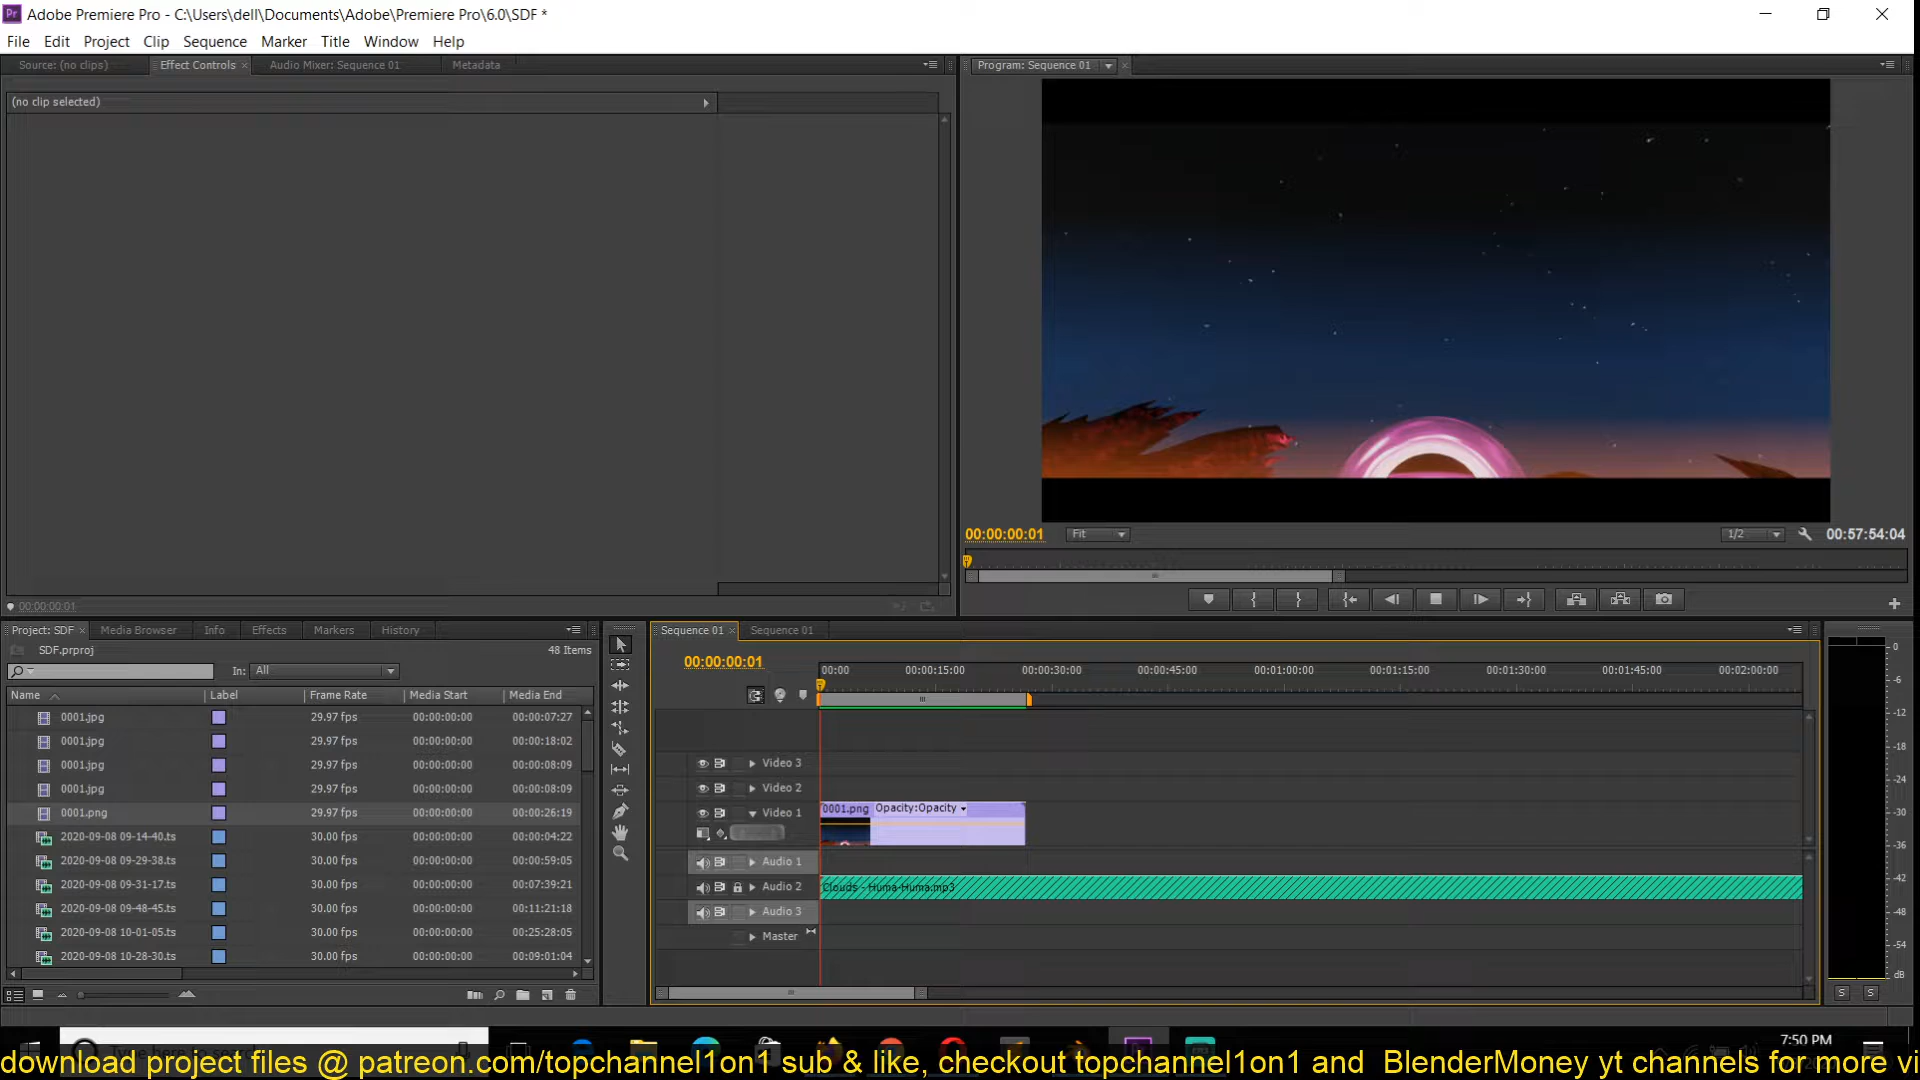 Adobe Premiere Pro - C:\Users\dell\Documents\Adobe\Premiere Pro\6.0\SDF *
File Edit Project Clip Sequence Marker Title Window Help
Source: (no clips) Effect Controls Audio Mixer: Sequence 01 Metadata
(no clip selected)
00:00:00:01
Program: Sequence 01
00:00:00:01 Fit 1/2 00:57:54:04
Project: SDF Media Browser Info Effects Markers History
SDF.prproj 48 Items
In: All
Name Label Frame Rate Media Start Media End
0001.jpg 29.97 fps 00:00:00:00 00:00:07:27
0001.jpg 29.97 fps 00:00:00:00 00:00:18:02
0001.jpg 29.97 fps 00:00:00:00 00:00:08:09
0001.jpg 29.97 fps 00:00:00:00 00:00:08:09
0001.png 29.97 fps 00:00:00:00 00:00:26:19
2020-09-08 09-14-40.ts 30.00 fps 00:00:00:00 00:00:04:22
2020-09-08 09-29-38.ts 30.00 fps 00:00:00:00 00:00:59:05
2020-09-08 09-31-17.ts 30.00 fps 00:00:00:00 00:07:39:21
2020-09-08 09-48-45.ts 30.00 fps 00:00:00:00 00:11:21:18
2020-09-08 10-01-05.ts 30.00 fps 00:00:00:00 00:25:28:05
2020-09-08 10-28-30.ts 30.00 fps 00:00:00:00 00:09:01:04
Sequence 01 Sequence 01
00:00:00:01
00:00 00:00:15:00 00:00:30:00 00:00:45:00 00:01:00:00 00:01:15:00 00:01:30:00 00:01:45:00 00:02:00:00
Video 3
Video 2
Video 1 0001.png Opacity:Opacity
Audio 1
Audio 2 Clouds - Huma-Huma.mp3
Audio 3
Master
0
-6
-12
-18
-24
-30
-36
-42
-48
-54
dB
S S
7:50 PM
download project files @ patreon.com/topchannel1on1 sub & like, checkout topchannel1on1 and BlenderMoney yt channels for more vi